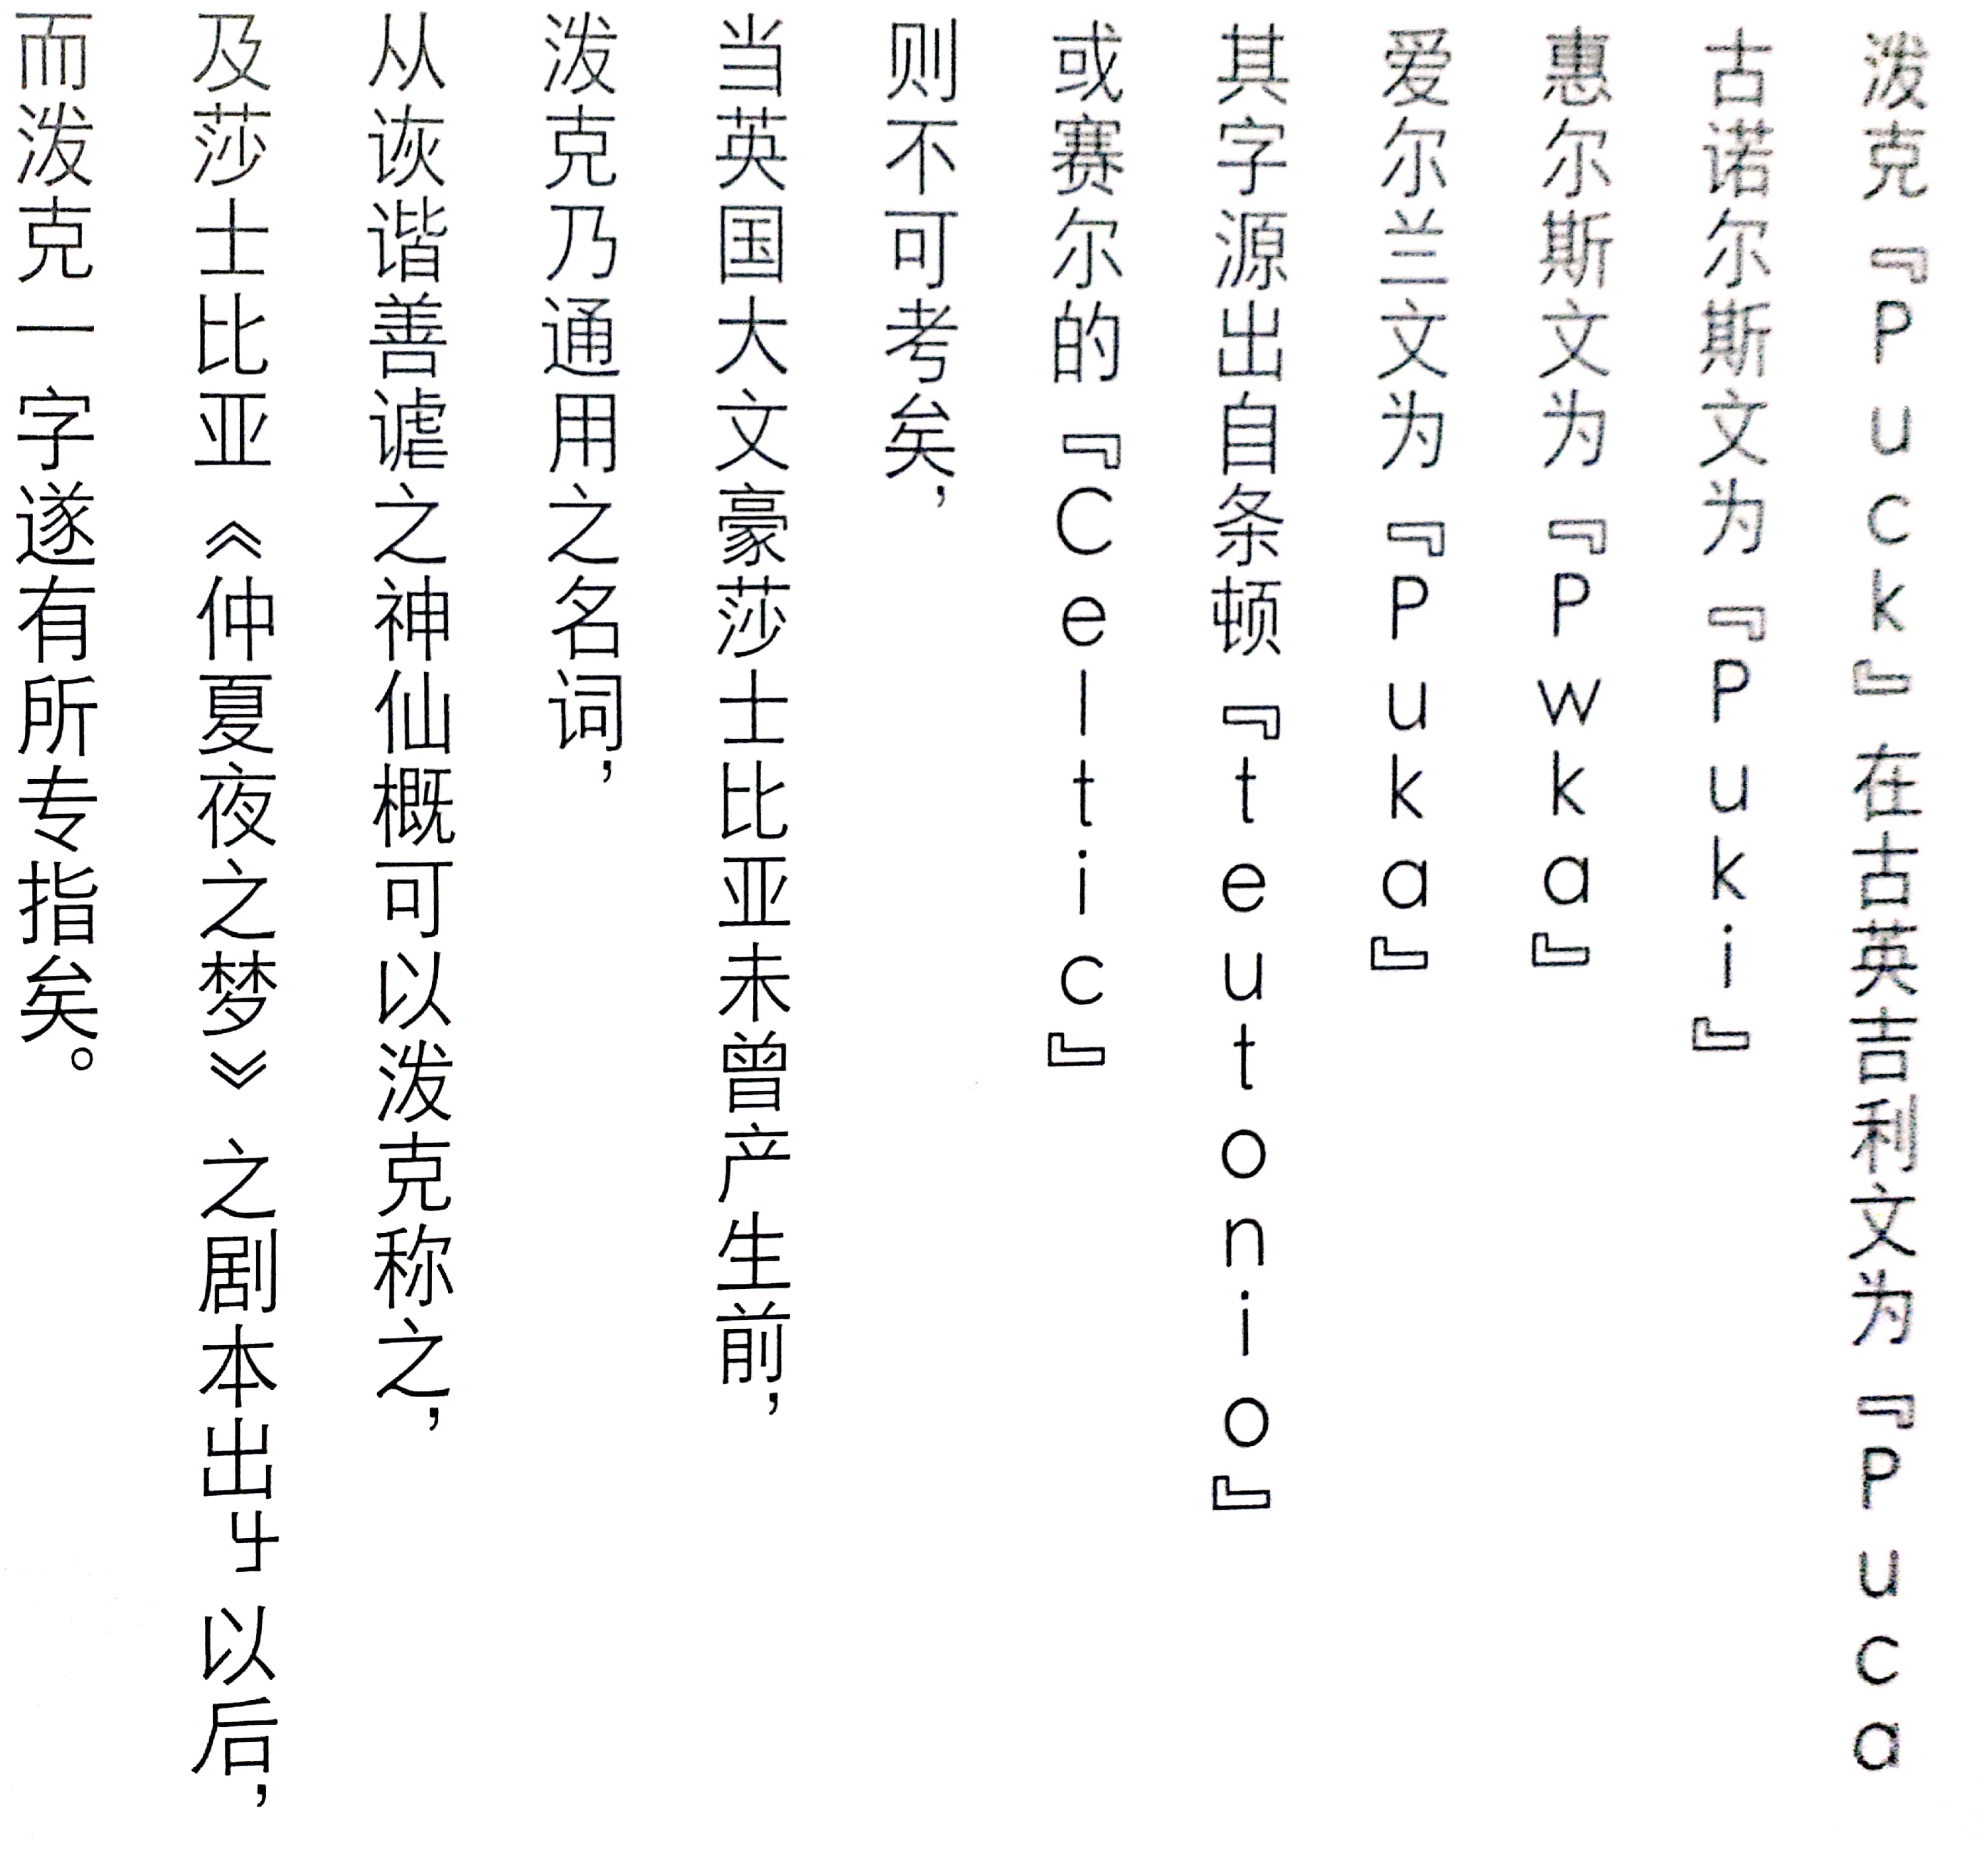 泼克『Puck』在古英吉利文为『Puca
古诺尔斯文为『Puki』
惠尔斯文为『Pwka』
爱尔兰文为『Puka』
其字源出自条顿『teutonio』
或赛尔的『Celtic』
则不可考矣，
当英国大文豪莎士比亚未曾产生前，
泼克乃通用之名词，
从诙谐善谑之神仙概可以泼克称之，
及莎士比亚《仲夏夜之梦》之剧本出以后，
而泼克一字遂有所专指矣。